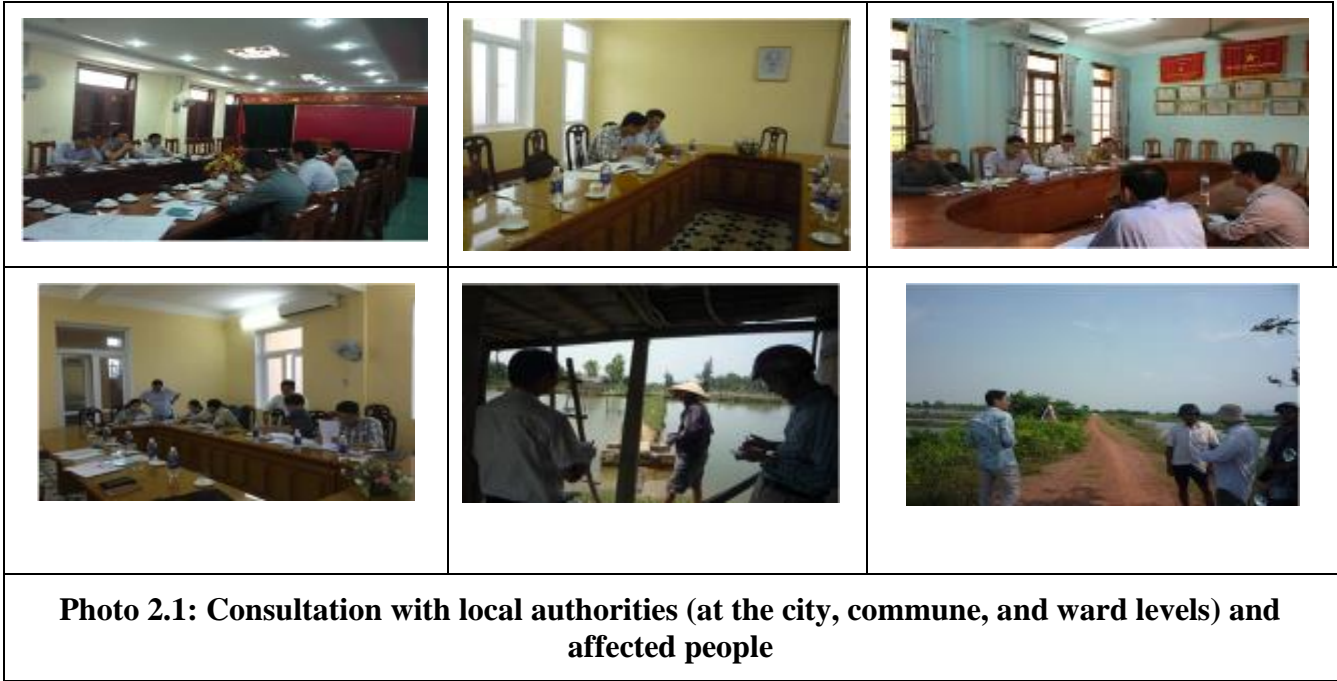 Photo 2.1: Consultation with local authorities (at the city, commune, and ward levels) and
affected people